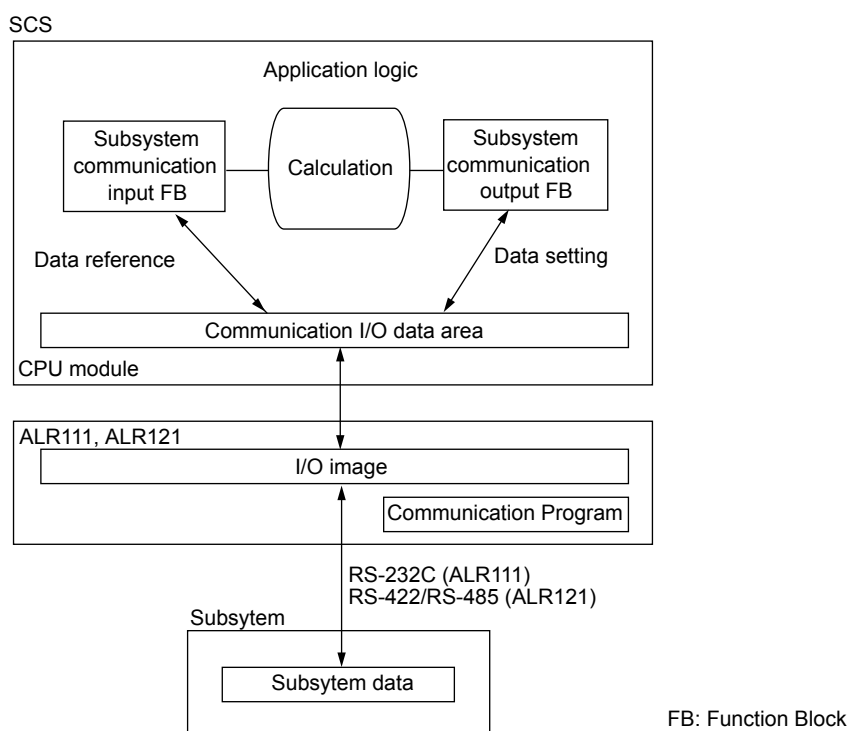 SCS
Application logic
Subsystem
communication
input FB
Calculation
Subsystem
communication
output FB
Data reference
Data setting
Communication I/O data area
CPU module
ALR111, ALR121
I/O image
Communication Program
RS-232C (ALR111)
RS-422/RS-485 (ALR121)
Subsytem
Subsytem data
FB: Function Block